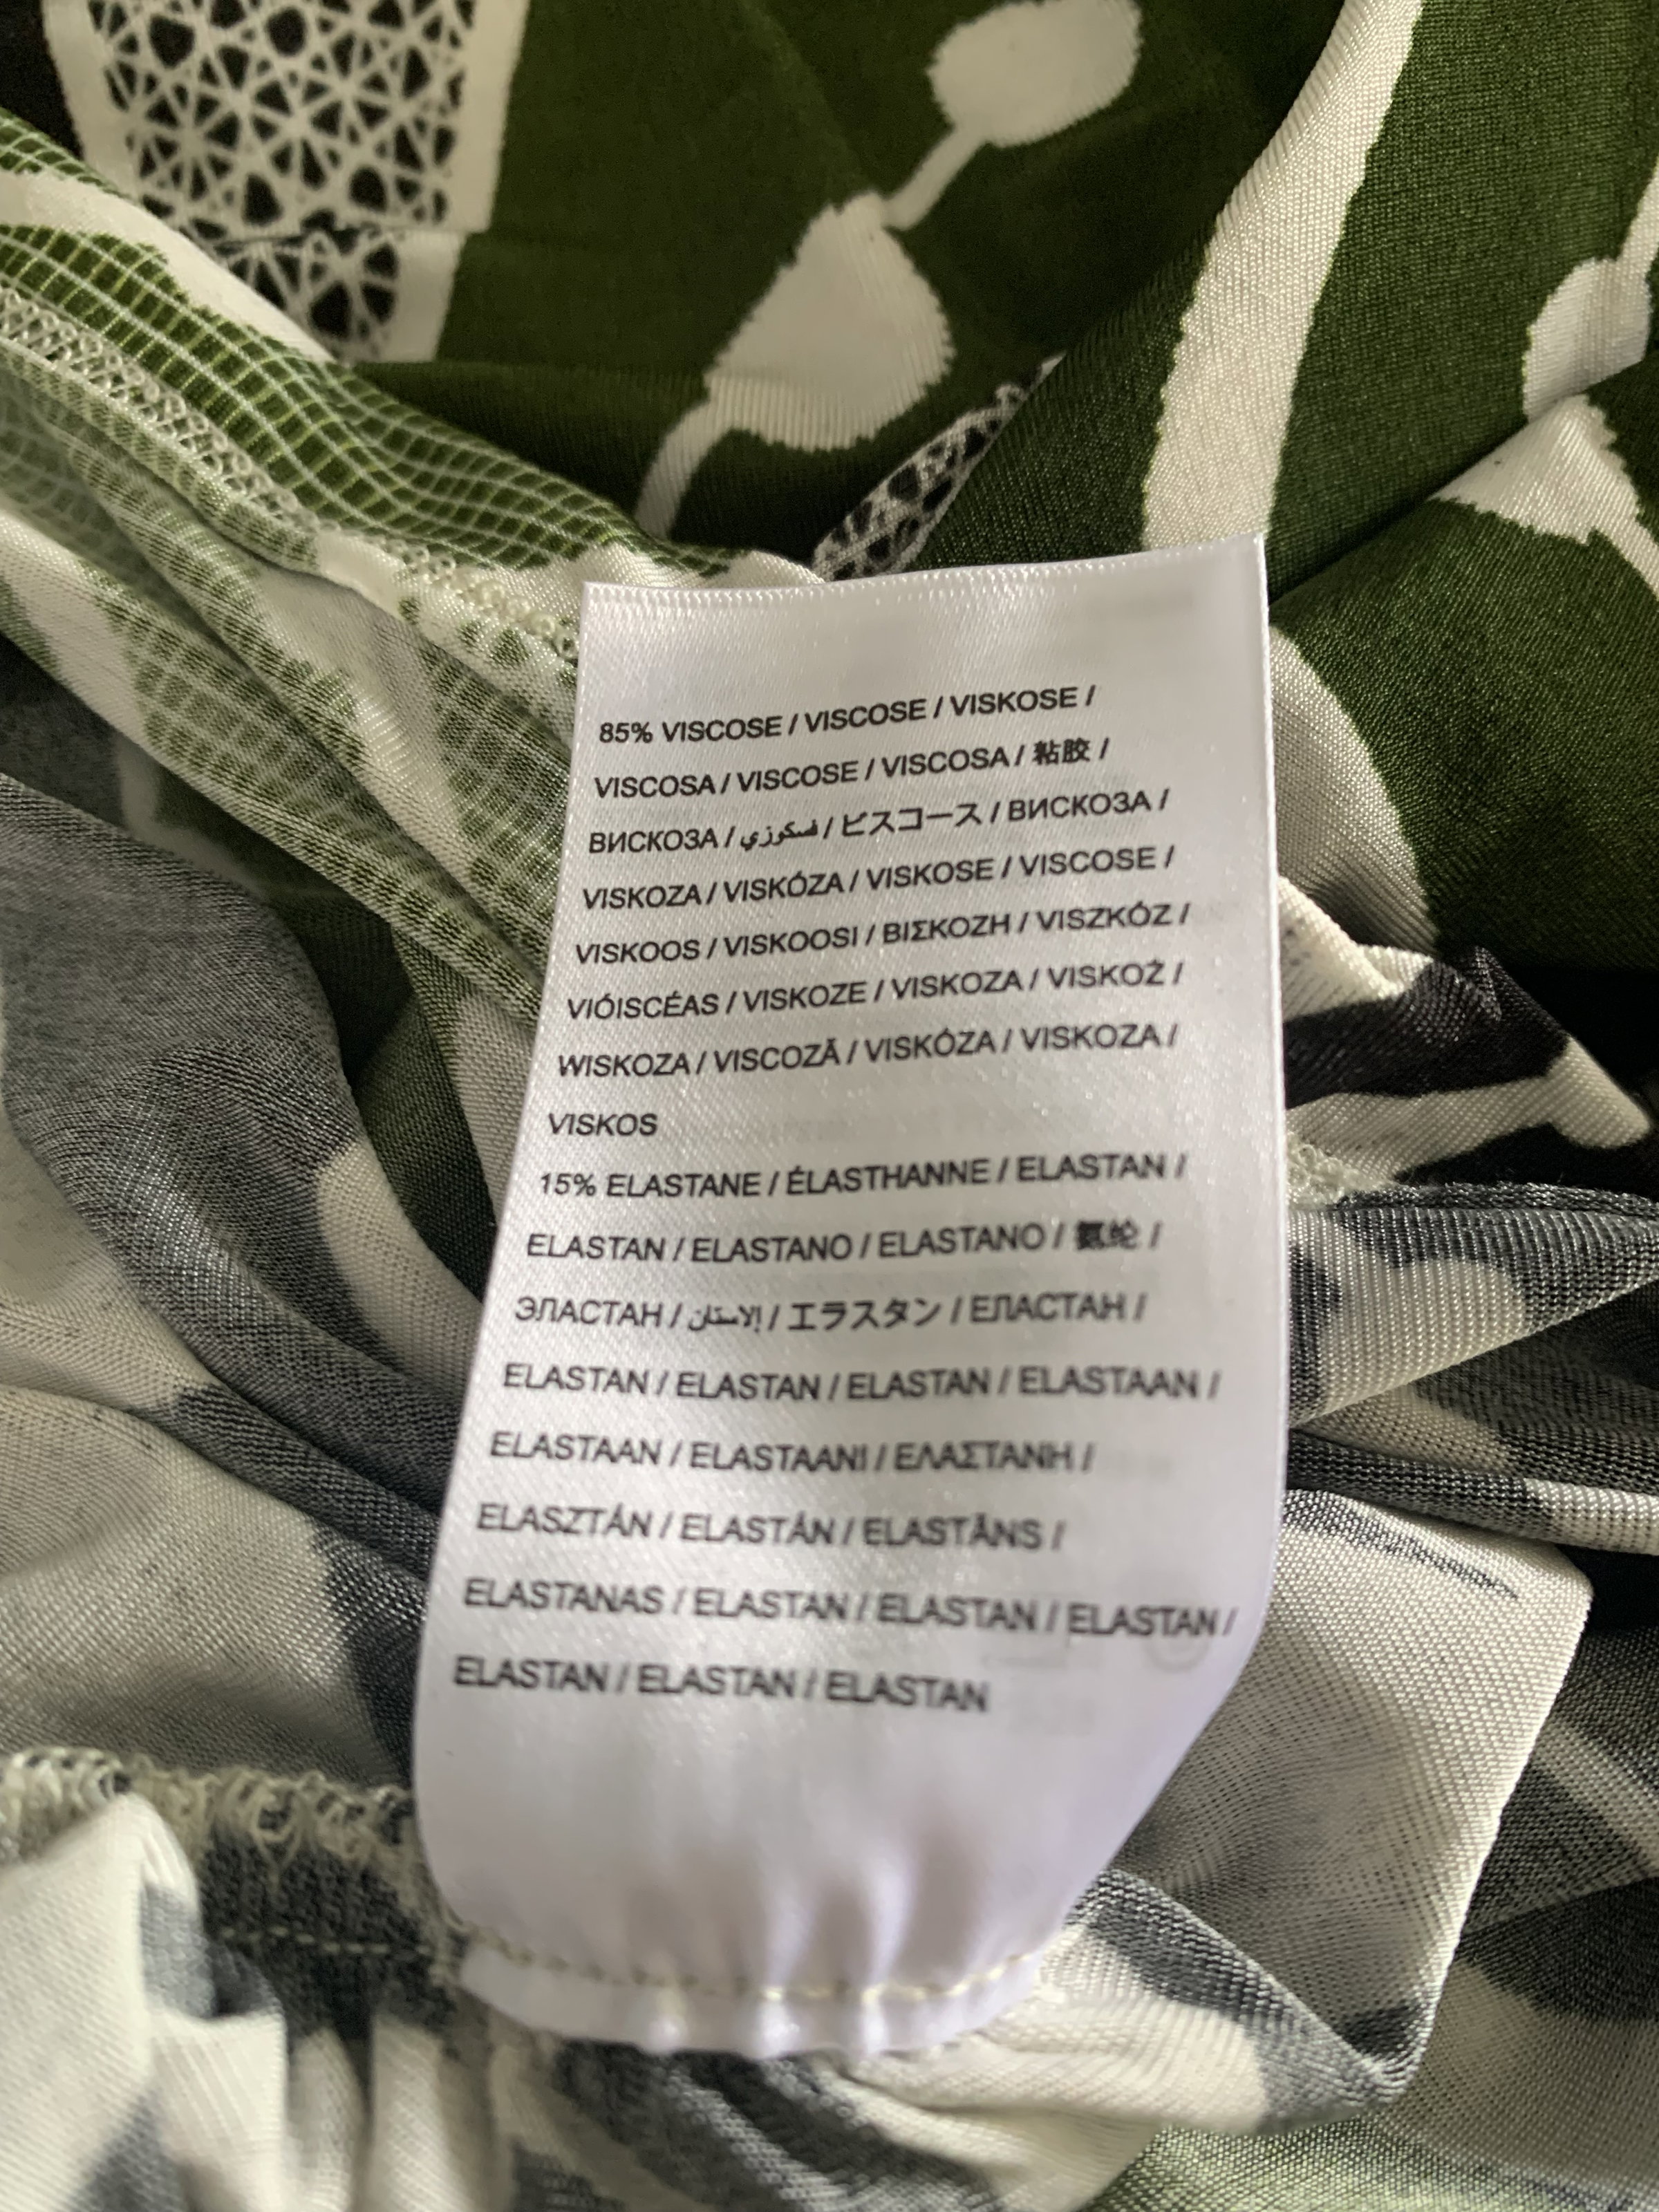 85% VISCOSE / VISCOSE / VISKOSE /
VISCOSA / VISCOSE / VISCOSA / 粘胶 /
ВИСКОЗА / فسكوزي / ビスコース / ВИСКОЗА /
VISKOZA / VISKÓZA / VISKOSE / VISCOSE /
VISKOOS / VISKOOSI / ΒΙΣΚΟΖΗ / VISZKÓZ /
VIÓISCÉAS / VISKOZE / VISKOZA / VISKOŻ /
WISKOZA / VISCOZĂ / VISKÓZA / VISKOZA /
VISKOS
15% ELASTANE / ÉLASTHANNE / ELASTAN /
ELASTAN / ELASTANO / ELASTANO / 氨纶 /
ЭЛАСТАН / إلاستان / エラスタン / ЕЛАСТАН /
ELASTAN / ELASTAN / ELASTAN / ELASTAAN /
ELASTAAN / ELASTAANI / ΕΛΑΣΤΑΝΗ /
ELASZTÁN / ELASTÁN / ELASTĀNS /
ELASTANAS / ELASTAN / ELASTAN / ELASTAN /
ELASTAN / ELASTAN / ELASTAN